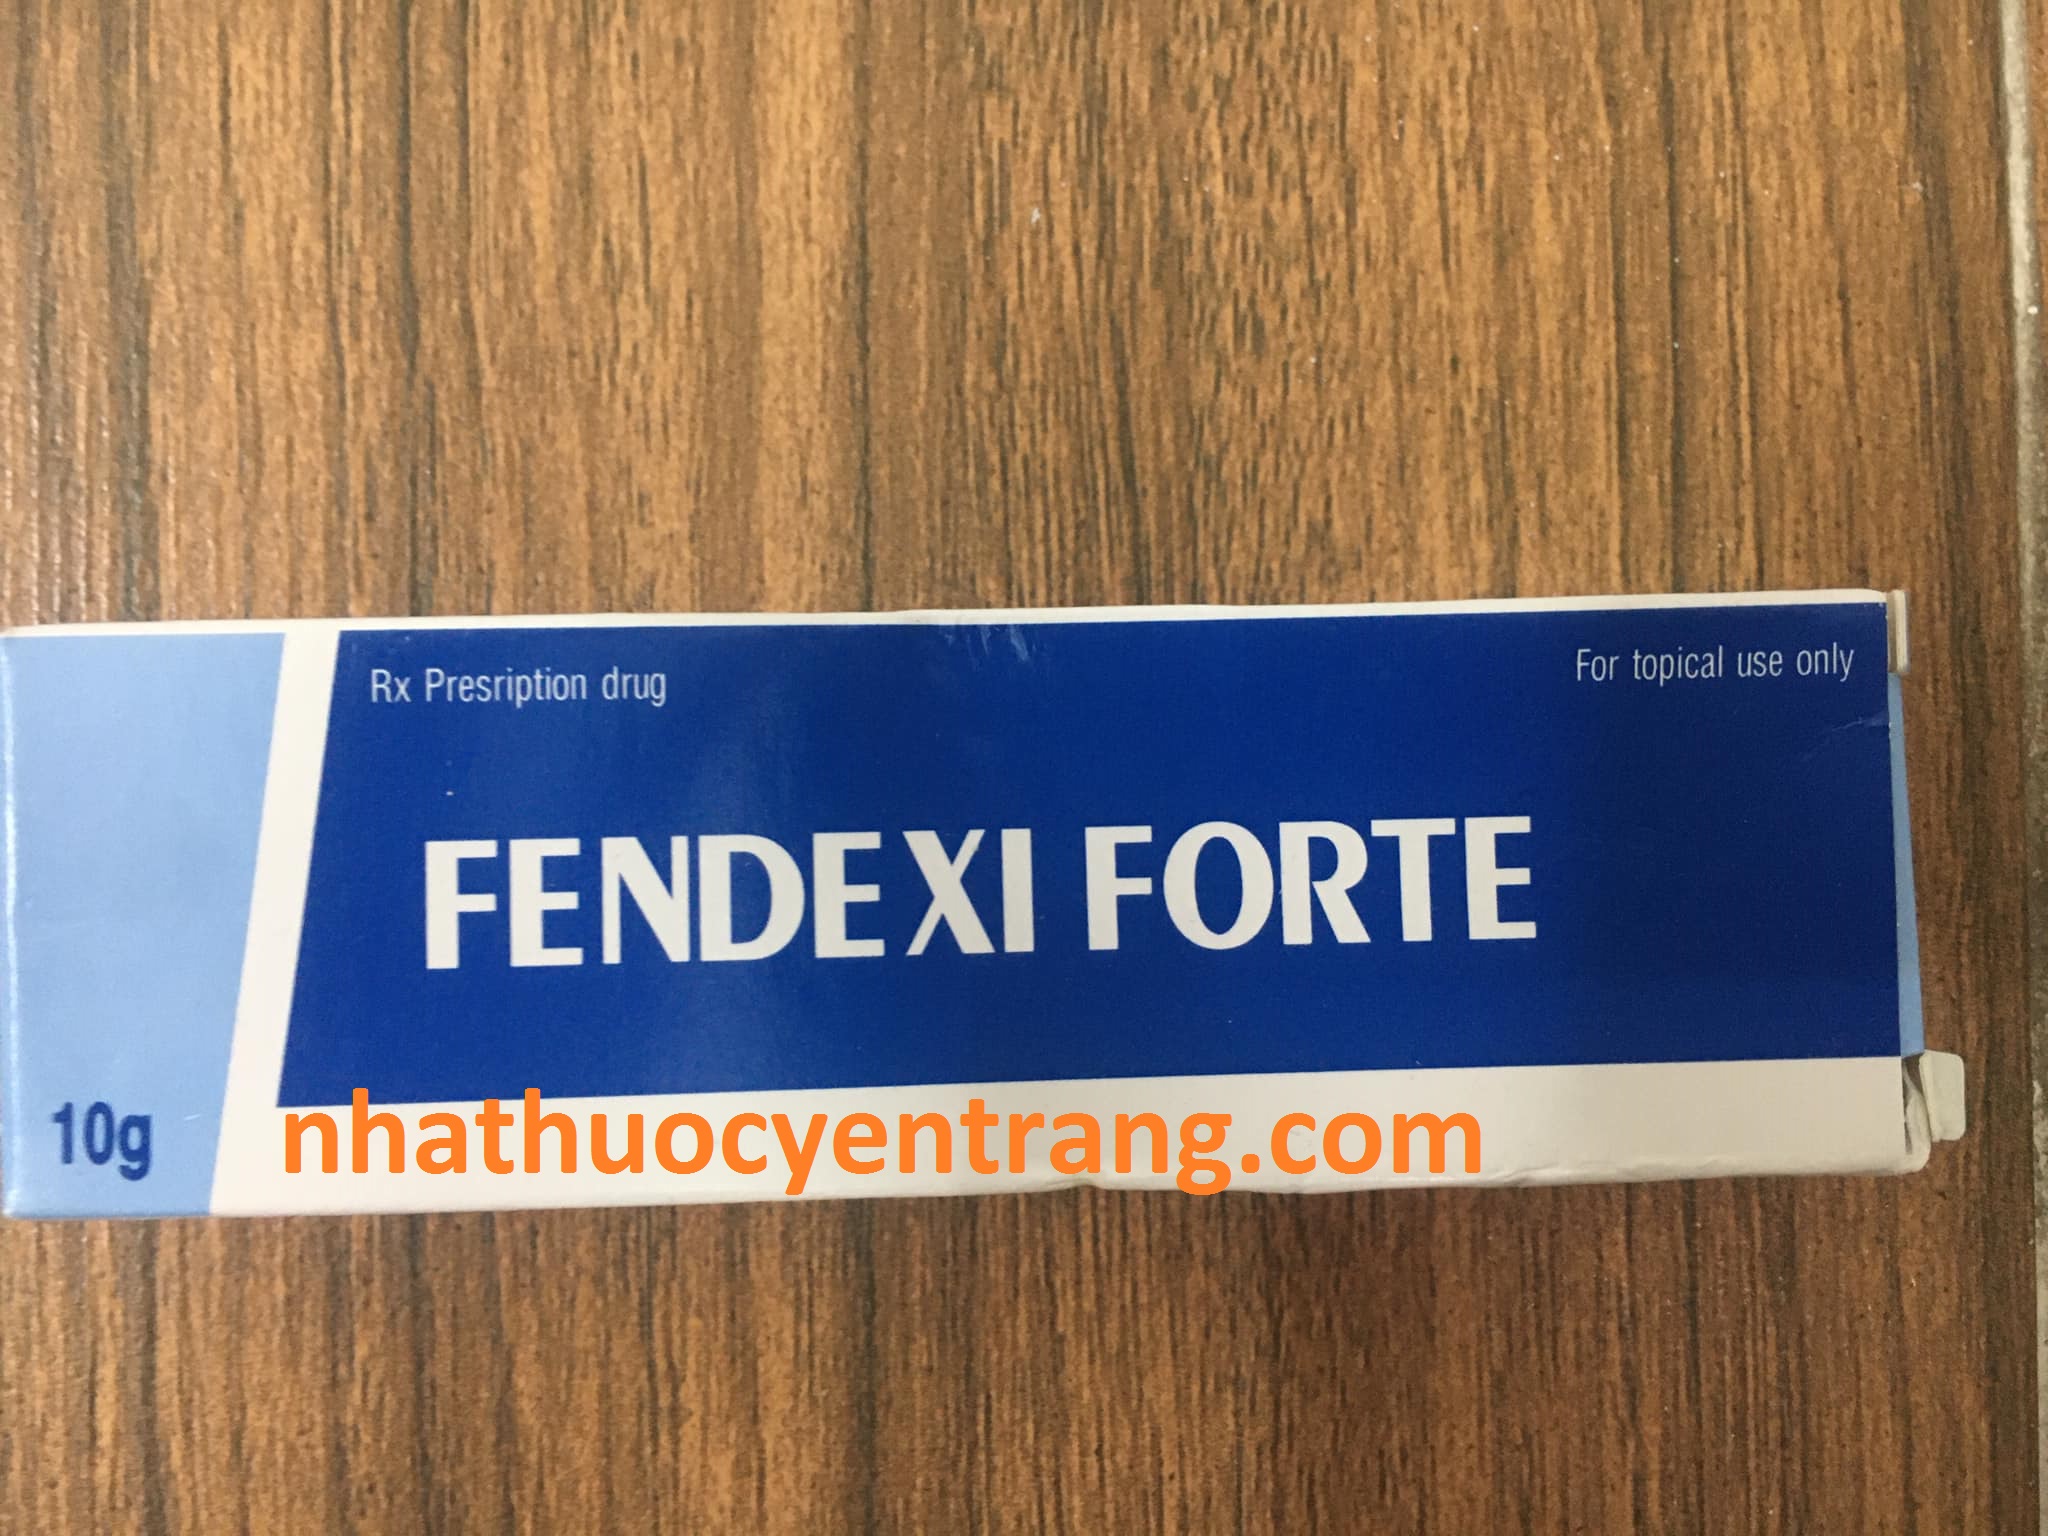 Rx Presription drug
For topical use only
FENDEXI FORTE
10g
nhathuocyentrang.com